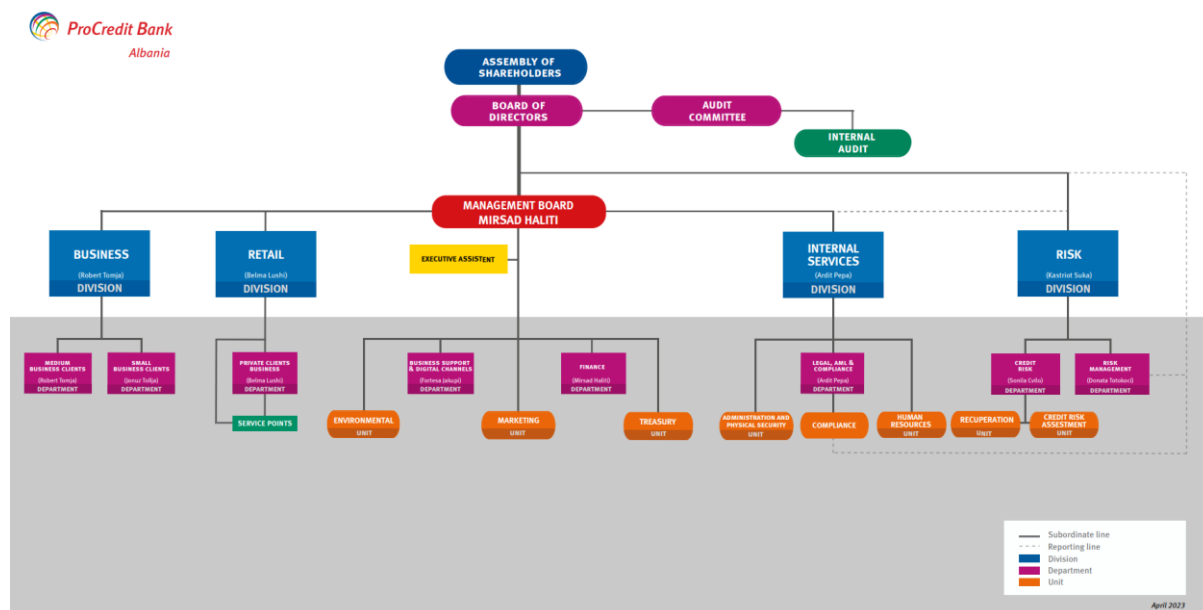 ProCredit Bank
Albania
ASSEMBLY OF
SHAREHOLDERS
BOARD OF
DIRECTORS
AUDIT
COMMITTEE
INTERNAL
AUDIT
MANAGEMENT BOARD
MIRSAD HALITI
EXECUTIVE ASSISTENT
BUSINESS
(Robert Tomja)
DIVISION
RETAIL
(Belma Lushi)
DIVISION
INTERNAL
SERVICES
(Ardit Pepa)
DIVISION
RISK
(Kastriot Suka)
DIVISION
MEDIUM
BUSINESS CLIENTS
(Robert Tomja)
DEPARTMENT
SMALL
BUSINESS CLIENTS
(Januz Tollja)
DEPARTMENT
PRIVATE CLIENTS
BUSINESS
(Belma Lushi)
DEPARTMENT
SERVICE POINTS
BUSINESS SUPPORT
& DIGITAL CHANNELS
(Fortesa Jakupi)
DEPARTMENT
FINANCE
(Mirsad Haliti)
DEPARTMENT
ENVIRONMENTAL
UNIT
MARKETING
UNIT
TREASURY
UNIT
LEGAL, AML &
COMPLIANCE
(Ardit Pepa)
DEPARTMENT
ADMINISTRATION AND
PHYSICAL SECURITY
UNIT
COMPLIANCE
HUMAN
RESOURCES
UNIT
CREDIT
RISK
(Sonila Cvilo)
DEPARTMENT
RISK
MANAGEMENT
(Donata Totokoci)
DEPARTMENT
RECUPERATION
UNIT
CREDIT RISK
ASSESTMENT
UNIT
Subordinate line
Reporting line
Division
Department
Unit
April 2023